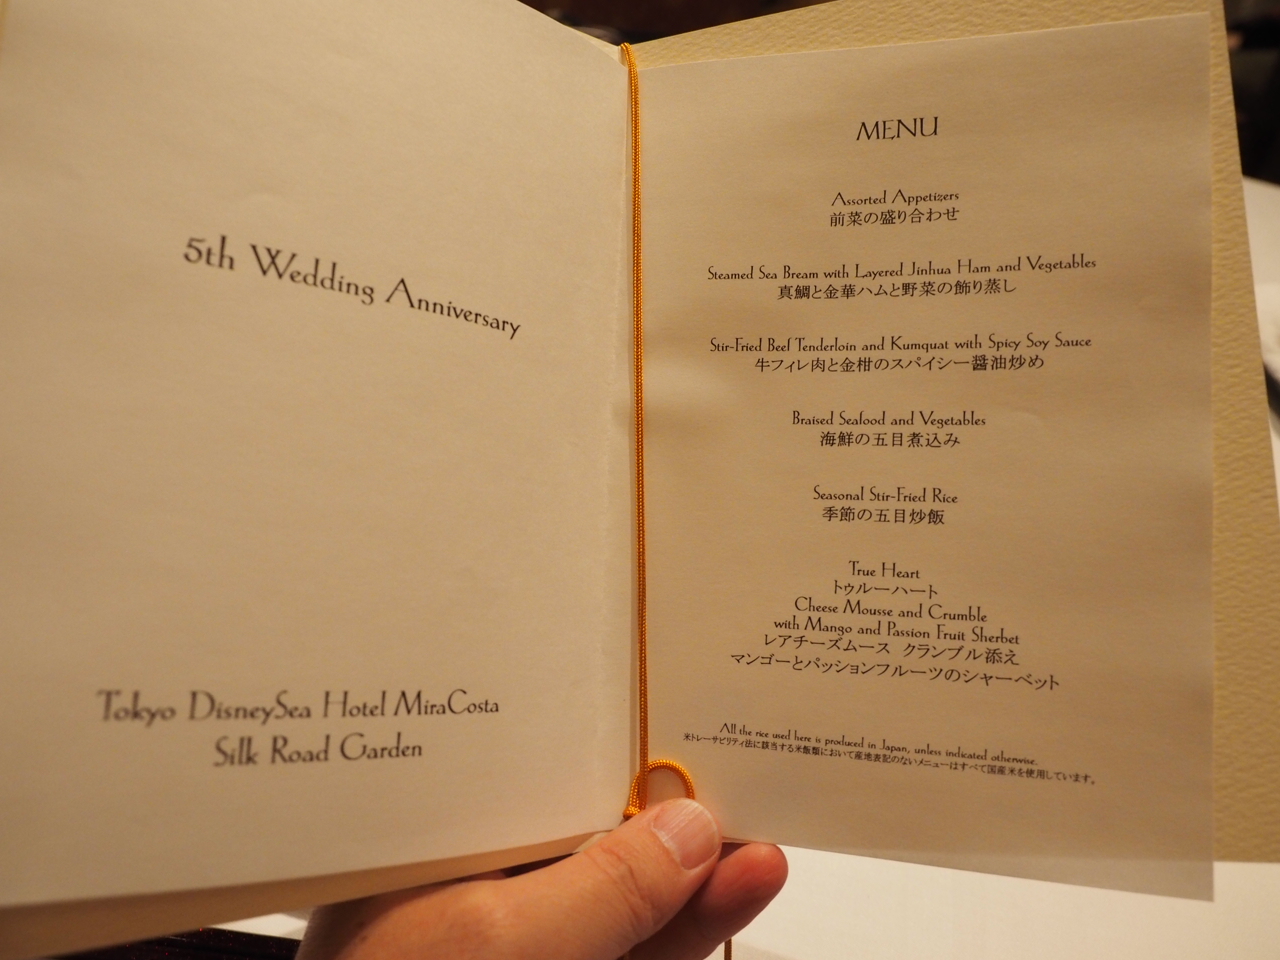 5th Wedding Anniversary
Tokyo DisneySea Hotel MiraCosta
Silk Road Garden
MENU
Assorted Appetizers
前菜の盛り合わせ
Steamed Sea Bream with Layered Jinhua Ham and Vegetables
真鯛と金華ハムと野菜の飾り蒸し
Stir-Fried Beef Tenderloin and Kumquat with Spicy Soy Sauce
牛フィレ肉と金柑のスパイシー醤油炒め
Braised Seafood and Vegetables
海鮮の五目煮込み
Seasonal Stir-Fried Rice
季節の五目炒飯
True Heart
トゥルーハート
Cheese Mousse and Crumble
with Mango and Passion Fruit Sherbet
レアチーズムース クランブル添え
マンゴーとパッションフルーツのシャーベット
All the rice used here is produced in Japan, unless indicated otherwise.
米トレーサビリティ法に該当する米飯類において産地表記のないメニューはすべて国産米を使用しています。